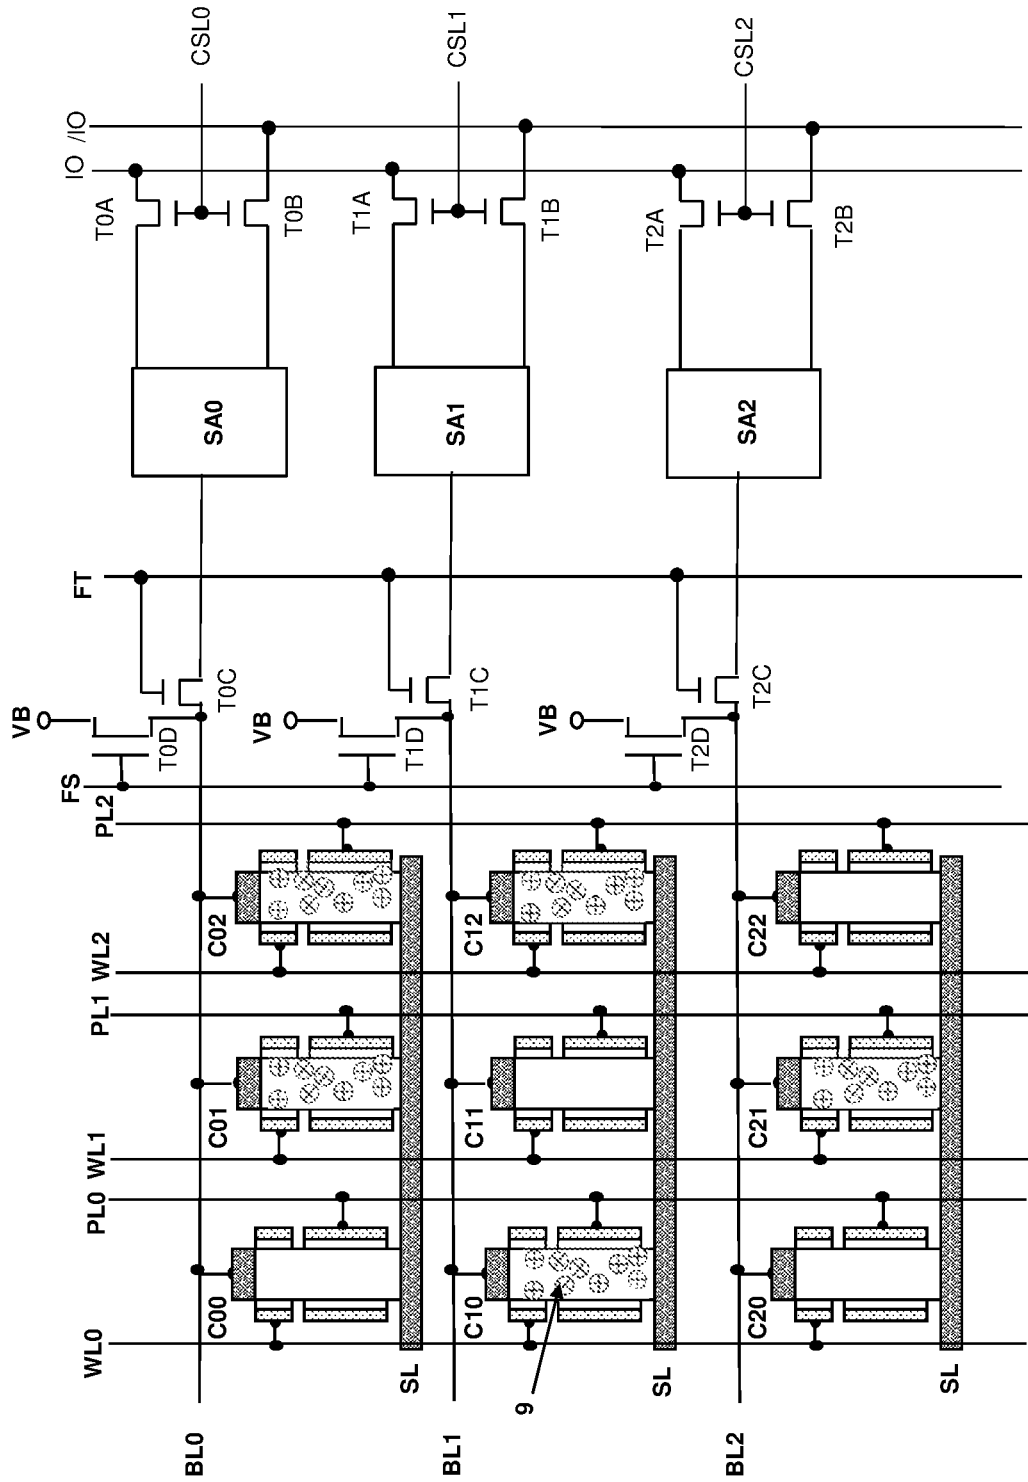 WL0
PL0
WL1
PL1
WL2
PL2
FS
FT
IO
/IO
VB
T0D
T0C
T0A
T0B
CSL0
SA0
BL0
C00
C01
C02
SL
VB
T1D
T1C
T1A
T1B
CSL1
SA1
BL1
C10
C11
C12
SL
9
VB
T2D
T2C
T2A
T2B
CSL2
SA2
BL2
C20
C21
C22
SL